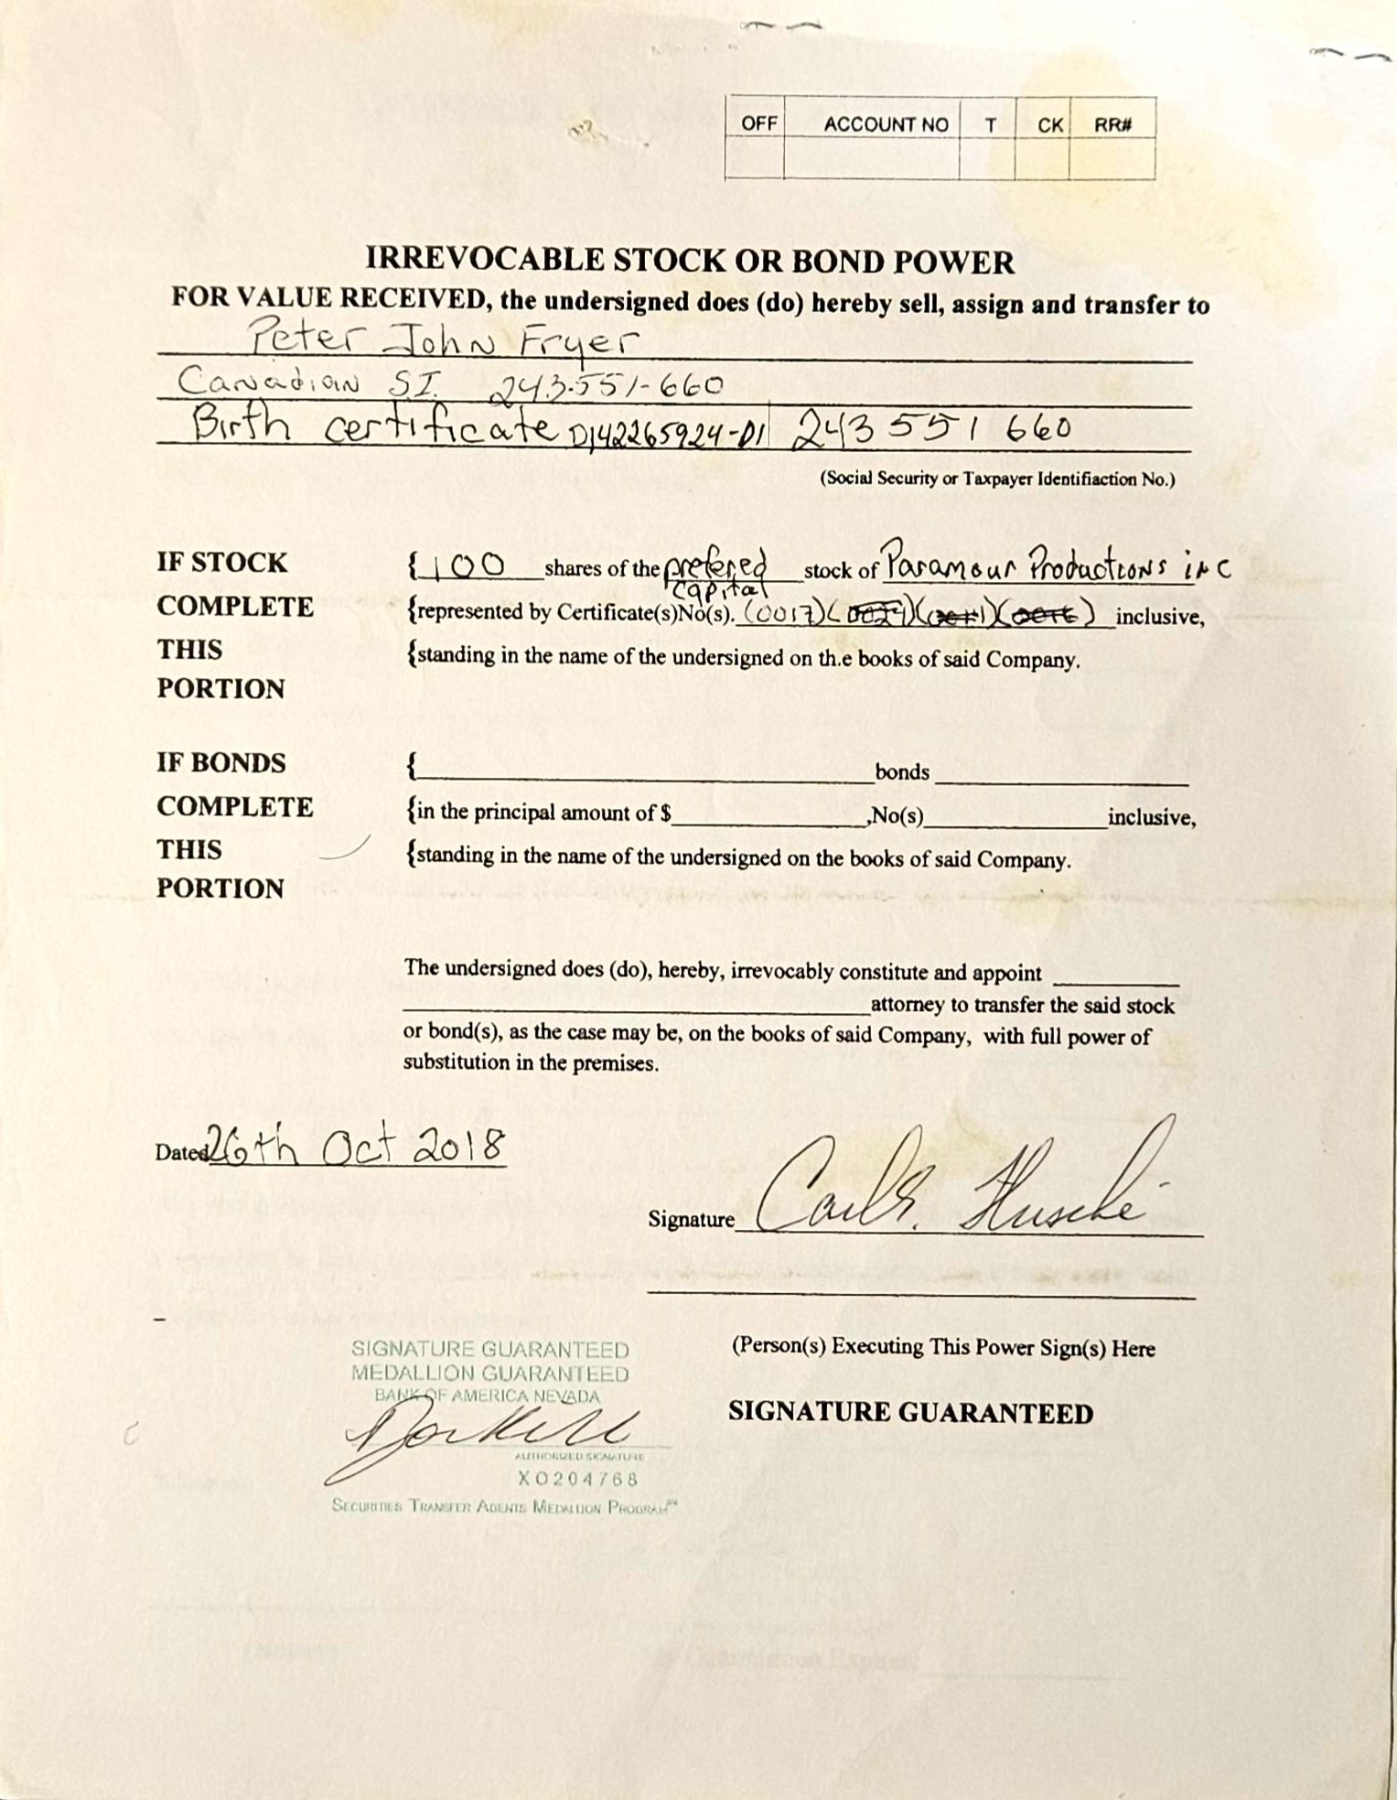 OFF ACCOUNT NO T CK RR#
IRREVOCABLE STOCK OR BOND POWER
FOR VALUE RECEIVED, the undersigned does (do) hereby sell, assign and transfer to
Peter John Fryer
Canadian S.I. 243-551-660
Birth certificate D142265924-D1 243 551 660
(Social Security or Taxpayer Identifiaction No.)
IF STOCK {100 shares of the prefered stock of Paramour Productions inc
capital
COMPLETE {represented by Certificate(s)No(s). (0017) inclusive,
THIS {standing in the name of the undersigned on th.e books of said Company.
PORTION
IF BONDS { bonds
COMPLETE {in the principal amount of $ ,No(s) inclusive,
THIS {standing in the name of the undersigned on the books of said Company.
PORTION
The undersigned does (do), hereby, irrevocably constitute and appoint
attorney to transfer the said stock
or bond(s), as the case may be, on the books of said Company, with full power of
substitution in the premises.
Dated 26th Oct 2018
Signature
(Person(s) Executing This Power Sign(s) Here
SIGNATURE GUARANTEED
SIGNATURE GUARANTEED
MEDALLION GUARANTEED
BANK OF AMERICA NEVADA
AUTHORIZED SIGNATURE
X0204768
SECURITIES TRANSFER AGENTS MEDALLION PROGRAM